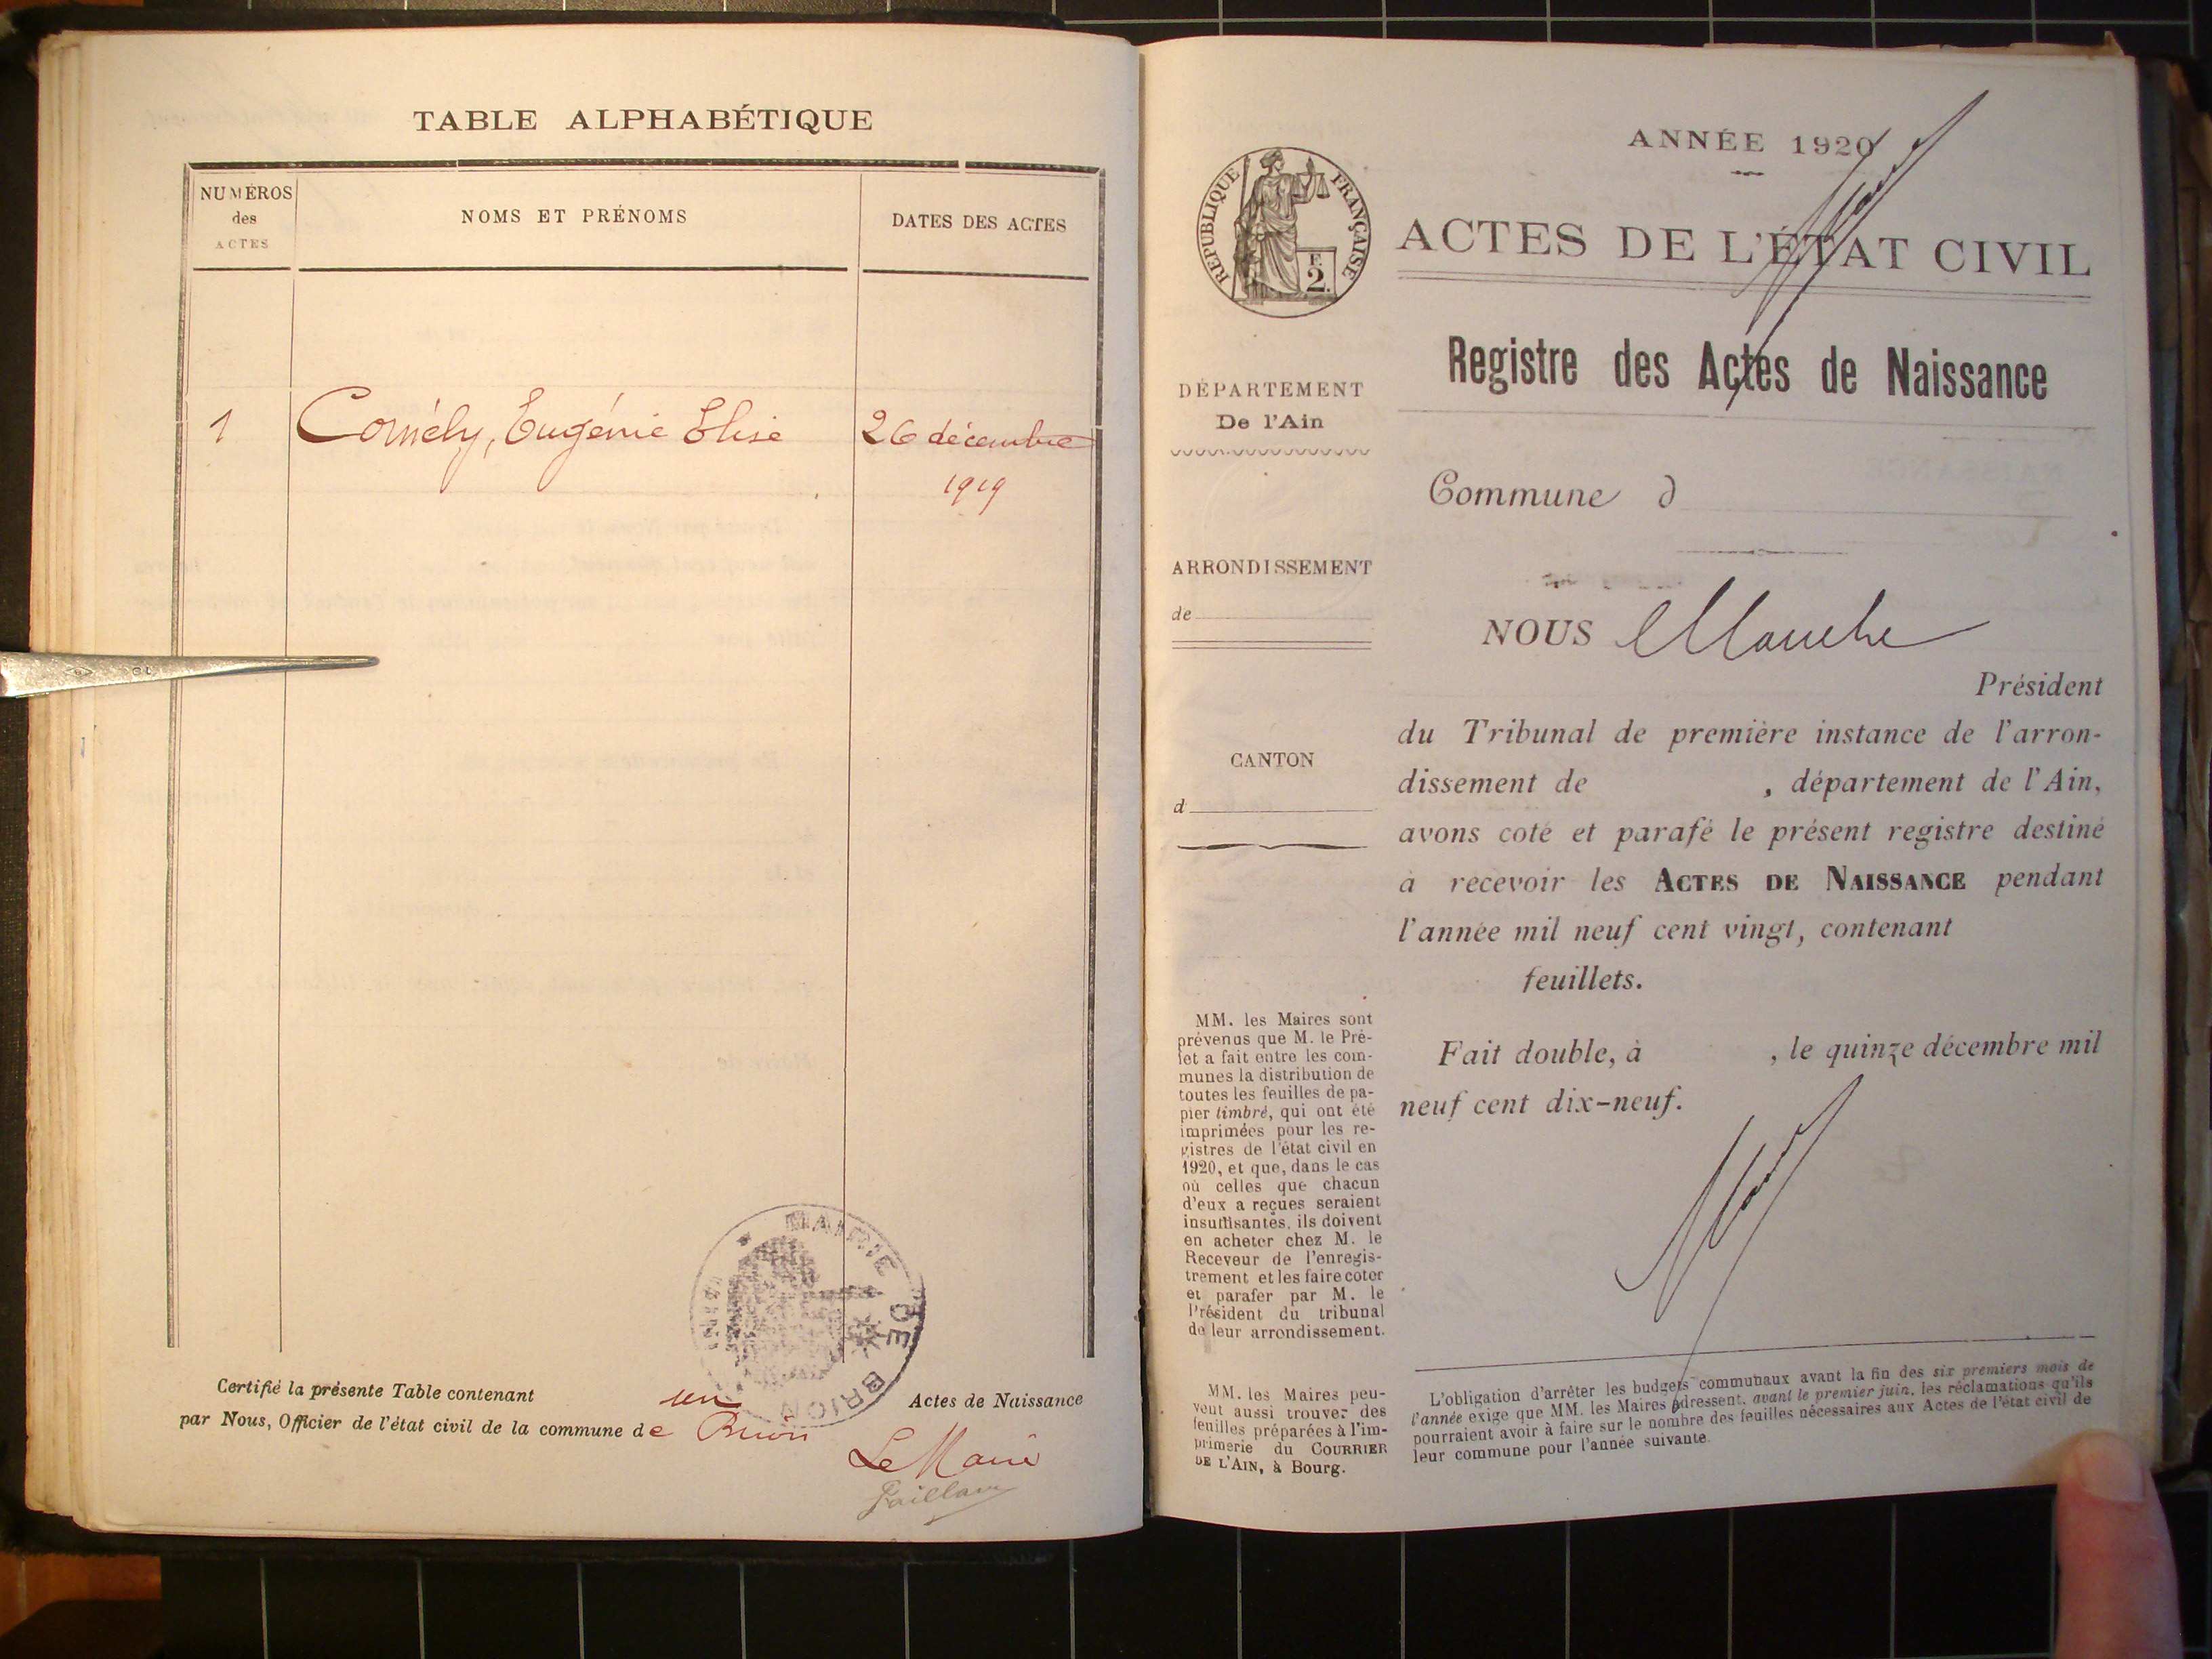 TABLE ALPHABÉTIQUE
NUMÉROS
des
ACTES
NOMS ET PRÉNOMS
DATES DES ACTES
1 Cornély, Eugénie Elise 26 décembre
1919
MAIRIE DE BRION
Certifié la présente Table contenant un Actes de Naissance
par Nous, Officier de l'état civil de la commune de Brion
Le Maire
ANNÉE 1920
RÉPUBLIQUE FRANÇAISE
F.
2.
ACTES DE L'ÉTAT CIVIL
Registre des Actes de Naissance
DÉPARTEMENT
De l'Ain
Commune d
ARRONDISSEMENT
de
NOUS
Président
du Tribunal de première instance de l'arron-
dissement de , département de l'Ain,
avons coté et parafé le présent registre destiné
à recevoir les ACTES DE NAISSANCE pendant
l'année mil neuf cent vingt, contenant
feuillets.
Fait double, à , le quinze décembre mil
neuf cent dix-neuf.
CANTON
d
MM. les Maires sont
prévenus que M. le Pré-
fet a fait entre les com-
munes la distribution de
toutes les feuilles de pa-
pier timbré, qui ont été
imprimées pour les re-
gistres de l'état civil en
1920, et que, dans le cas
où celles que chacun
d'eux a reçues seraient
insuffisantes, ils doivent
en acheter chez M. le
Receveur de l'enregis-
trement et les faire coter
et parafer par M. le
Président du tribunal
de leur arrondissement.
MM. les Maires peu-
vent aussi trouver des
feuilles préparées à l'im-
primerie du COURRIER
DE L'AIN, à Bourg.
L'obligation d'arrêter les budgets communaux avant la fin des six premiers mois de
l'année exige que MM. les Maires adressent, avant le premier juin, les réclamations qu'ils
pourraient avoir à faire sur le nombre des feuilles nécessaires aux Actes de l'état civil de
leur commune pour l'année suivante.